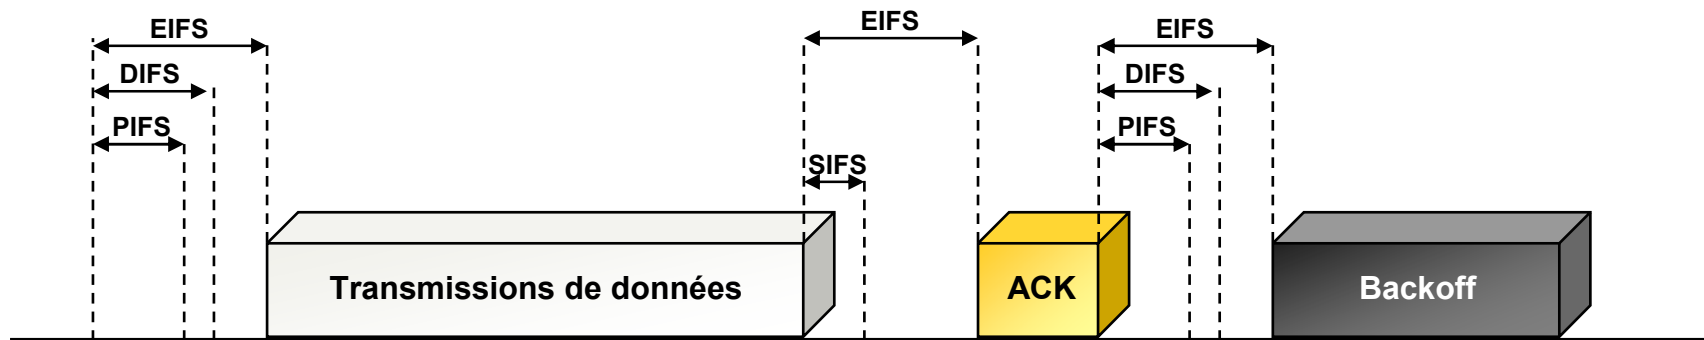 EIFS
DIFS
PIFS
EIFS
SIFS
EIFS
DIFS
PIFS
Transmissions de données
ACK
Backoff